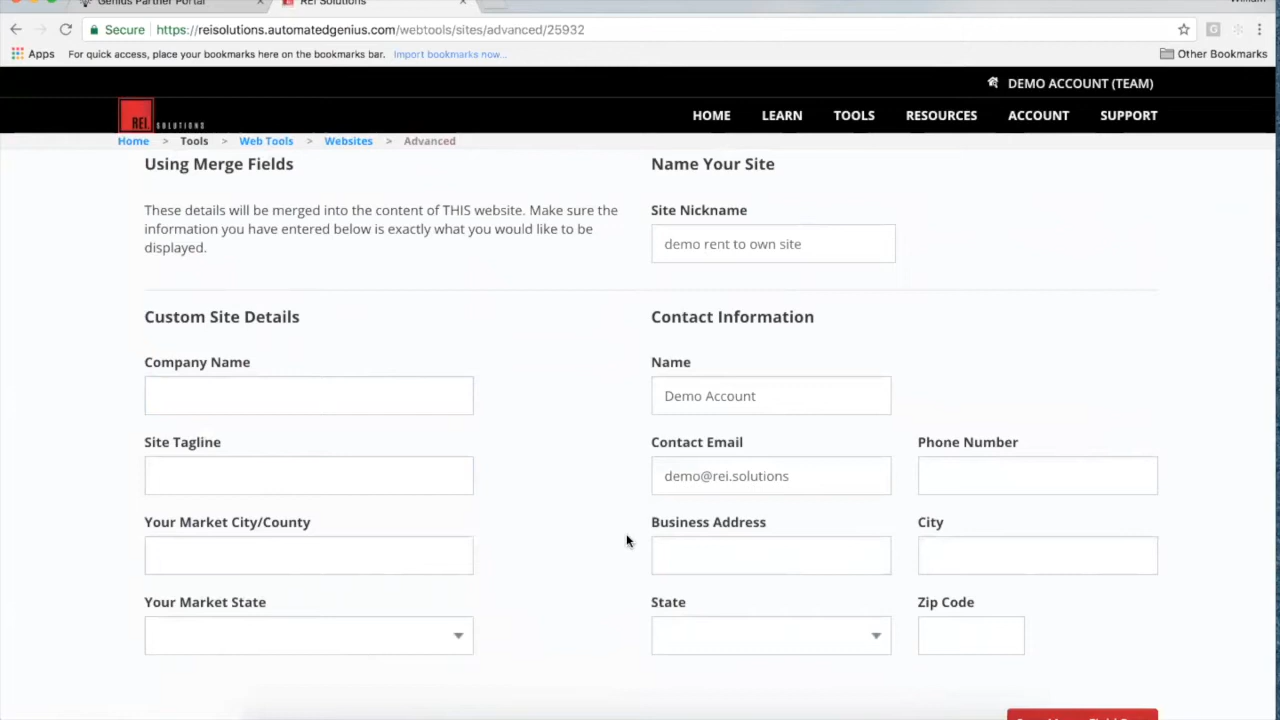 Genius Partner Portal
REI Solutions
William
Secure https://reisolutions.automatedgenius.com/webtools/sites/advanced/25932
Apps For quick access, place your bookmarks here on the bookmarks bar. Import bookmarks now... Other Bookmarks
DEMO ACCOUNT (TEAM)
REI SOLUTIONS
HOME LEARN TOOLS RESOURCES ACCOUNT SUPPORT
Home > Tools > Web Tools > Websites > Advanced
Using Merge Fields
These details will be merged into the content of THIS website. Make sure the
information you have entered below is exactly what you would like to be
displayed.
Name Your Site
Site Nickname
demo rent to own site
Custom Site Details
Company Name
Site Tagline
Your Market City/County
Your Market State
Contact Information
Name
Demo Account
Contact Email
demo@rei.solutions
Phone Number
Business Address
City
State
Zip Code